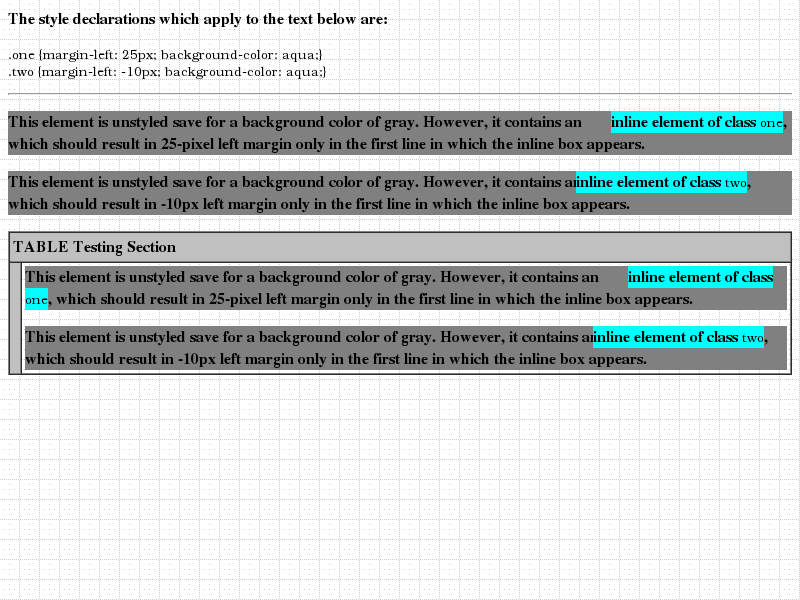 The style declarations which apply to the text below are:
.one {margin-left: 25px; background-color: aqua;}
.two {margin-left: -10px; background-color: aqua;}
This element is unstyled save for a background color of gray. However, it contains an inline element of class one,
which should result in 25-pixel left margin only in the first line in which the inline box appears.
This element is unstyled save for a background color of gray. However, it contains a inline element of class two,
which should result in -10px left margin only in the first line in which the inline box appears.
TABLE Testing Section
This element is unstyled save for a background color of gray. However, it contains an inline element of class
one, which should result in 25-pixel left margin only in the first line in which the inline box appears.
This element is unstyled save for a background color of gray. However, it contains a inline element of class two,
which should result in -10px left margin only in the first line in which the inline box appears.